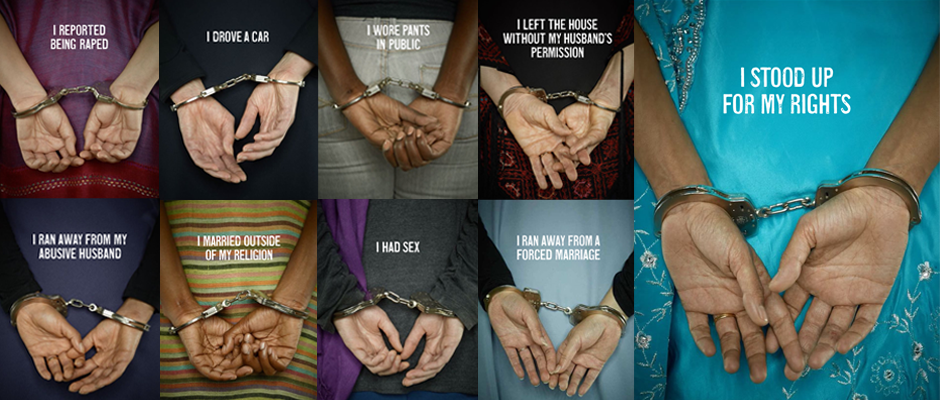 I REPORTED
BEING RAPED
I DROVE A CAR
I WORE PANTS
IN PUBLIC
I LEFT THE HOUSE
WITHOUT MY HUSBAND'S
PERMISSION
I STOOD UP
FOR MY RIGHTS
I RAN AWAY FROM MY
ABUSIVE HUSBAND
I MARRIED OUTSIDE
OF MY RELIGION
I HAD SEX
I RAN AWAY FROM A
FORCED MARRIAGE